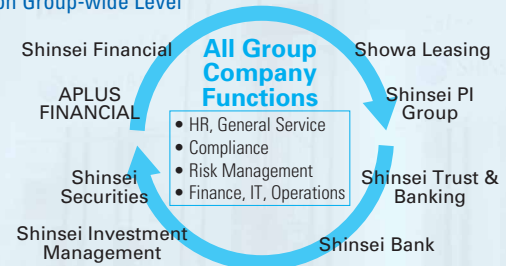 on Group-wide Level
Shinsei Financial
All Group
Company
Functions
Showa Leasing
APLUS
FINANCIAL
Shinsei PI
Group
• HR, General Service
• Compliance
• Risk Management
• Finance, IT, Operations
Shinsei
Securities
Shinsei Trust &
Banking
Shinsei Investment
Management
Shinsei Bank